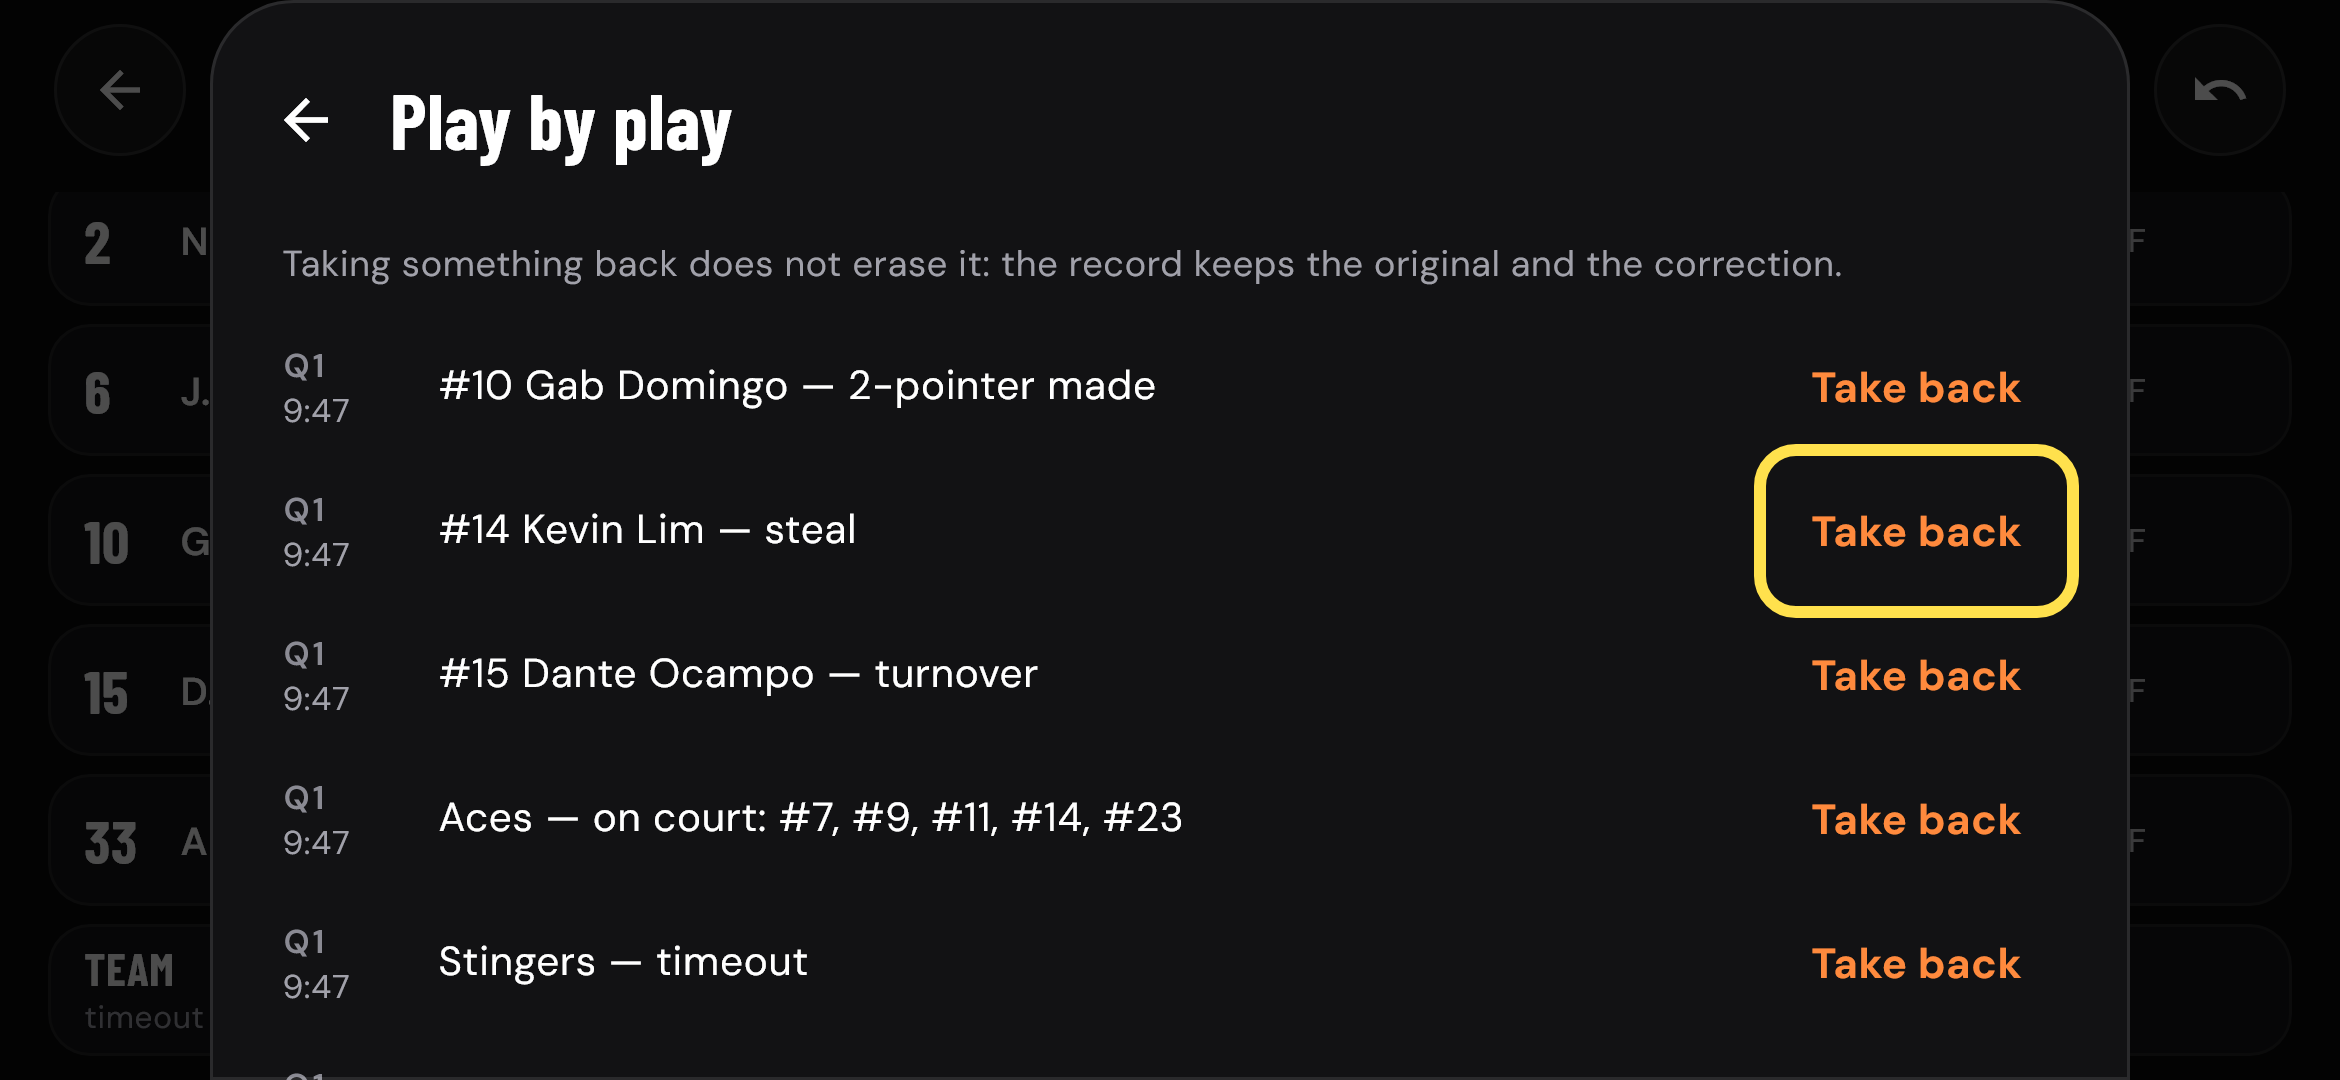 Play by play
Taking something back does not erase it: the record keeps the original and the correction.
Q1
9:47
#10 Gab Domingo — 2-pointer made
Take back
Q1
9:47
#14 Kevin Lim — steal
Take back
Q1
9:47
#15 Dante Ocampo — turnover
Take back
Q1
9:47
Aces — on court: #7, #9, #11, #14, #23
Take back
Q1
9:47
Stingers — timeout
Take back
2 N
F
6 J.
F
10 G
F
15 D.
F
33 A
F
TEAM
timeout